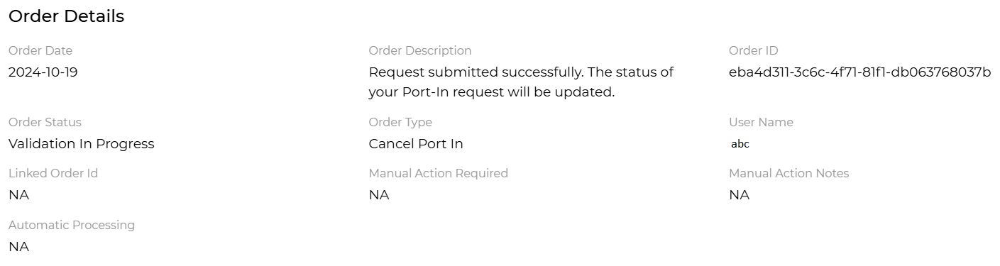 Order Details
Order Date
Order Description
Order ID
2024-10-19
Request submitted successfully. The status of
your Port-In request will be updated.
eba4d311-3c6c-4f71-81f1-db063768037b
Order Status
Order Type
User Name
Validation In Progress
Cancel Port In
abc
Linked Order Id
Manual Action Required
Manual Action Notes
NA
NA
NA
Automatic Processing
NA